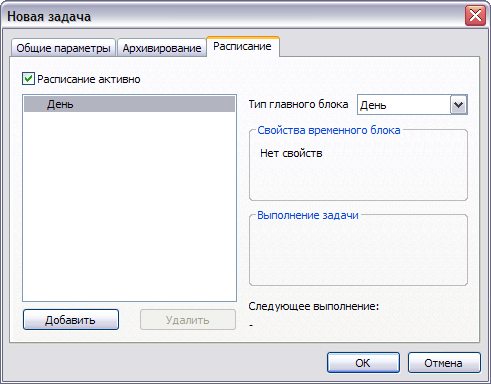 Новая задача
Общие параметры
Архивирование
Расписание
Расписание активно
День
Тип главного блока
День
Свойства временного блока
Нет свойств
Выполнение задачи
Следующее выполнение:
-
Добавить
Удалить
ОК
Отмена